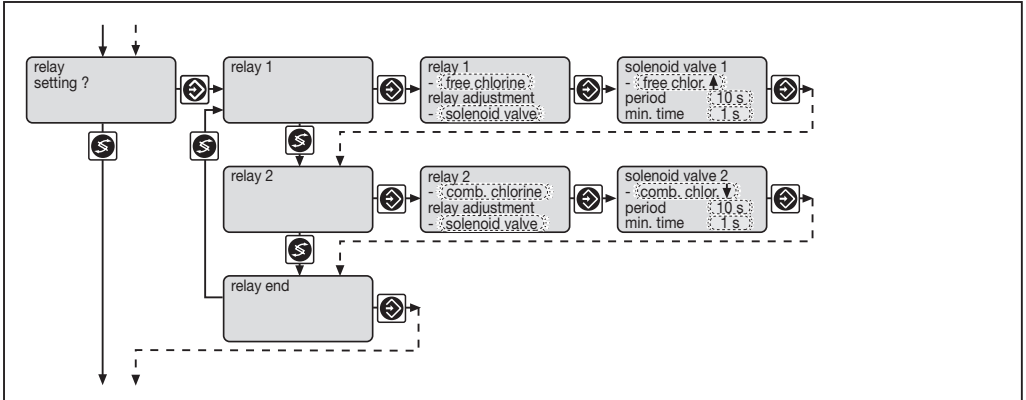 relay
setting ?
relay 1
relay 1
- free chlorine
relay adjustment
- solenoid valve
solenoid valve 1
- free chlor.
period 10 s
min. time 1 s
relay 2
relay 2
- comb. chlorine
relay adjustment
- solenoid valve
solenoid valve 2
- comb. chlor.
period 10 s
min. time 1 s
relay end